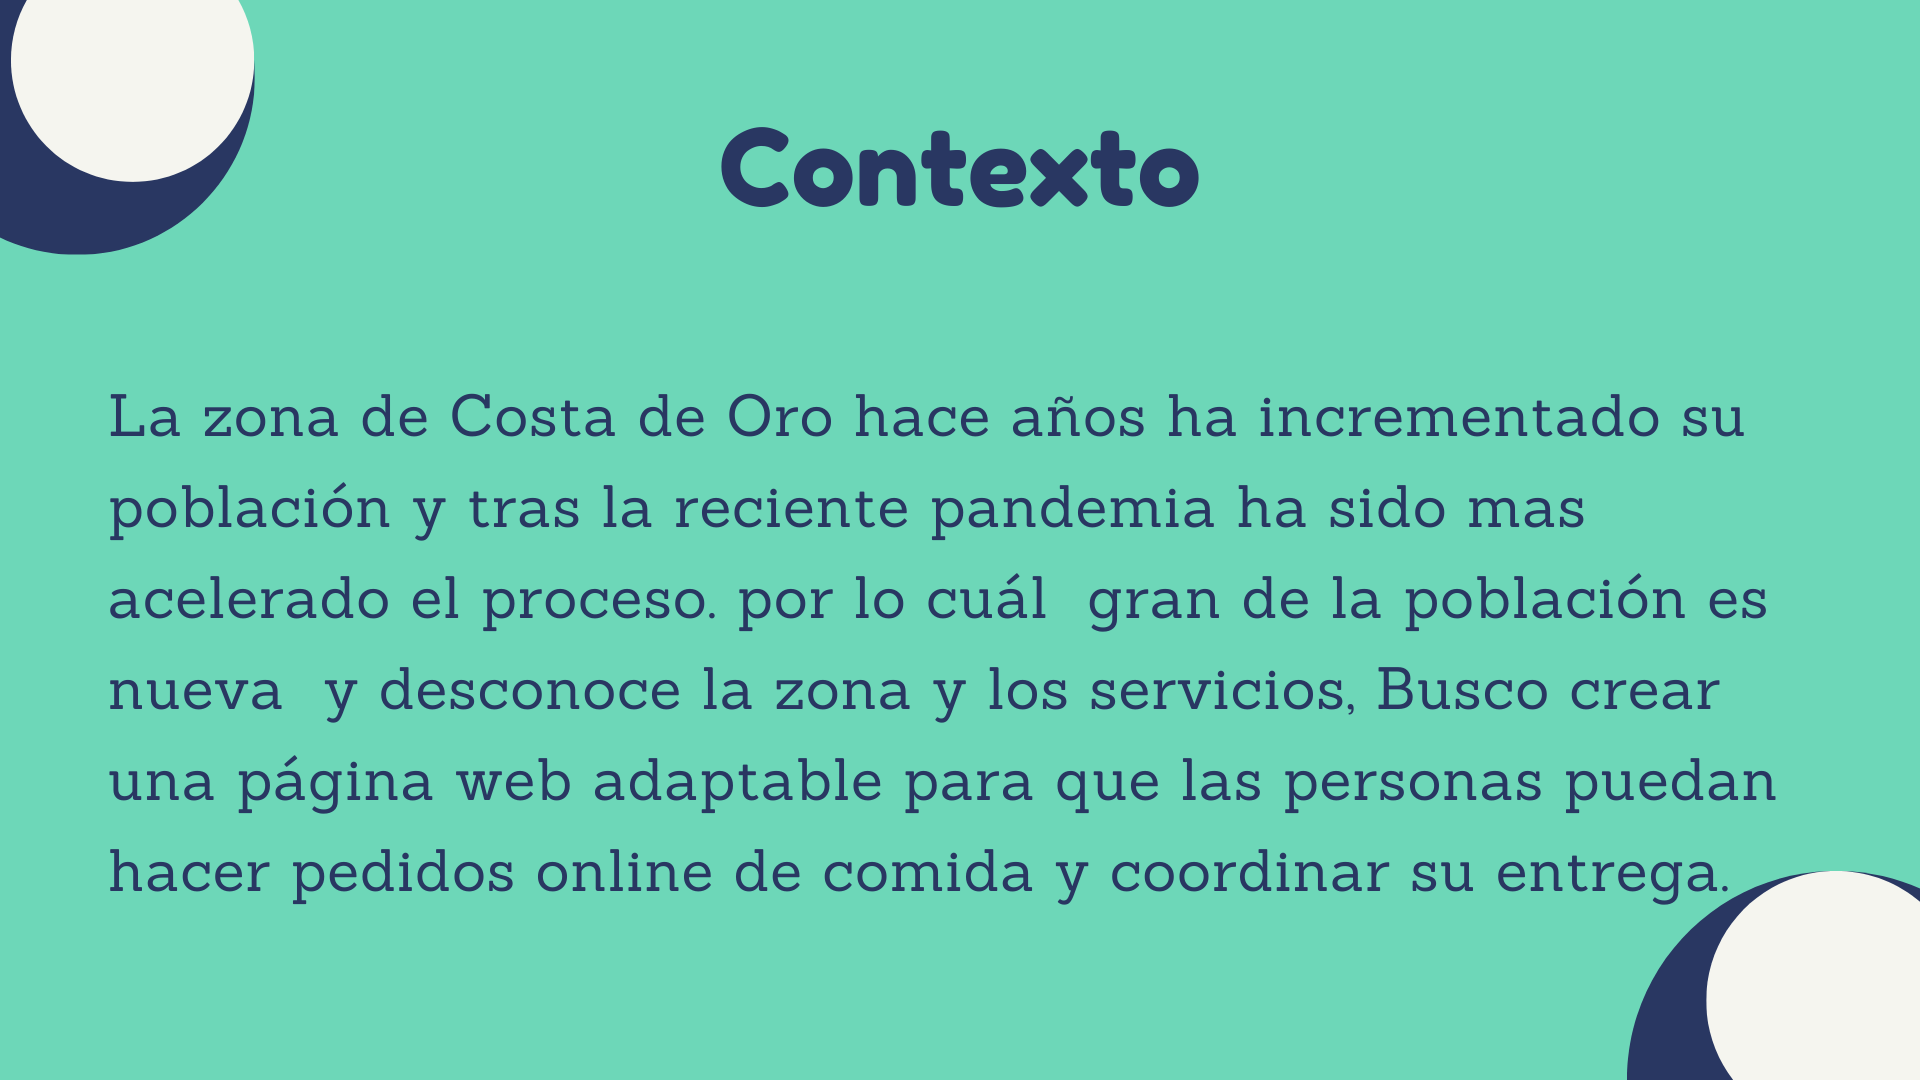 Contexto
La zona de Costa de Oro hace años ha incrementado su
población y tras la reciente pandemia ha sido mas
acelerado el proceso. por lo cuál  gran de la población es
nueva  y desconoce la zona y los servicios, Busco crear
una página web adaptable para que las personas puedan
hacer pedidos online de comida y coordinar su entrega.